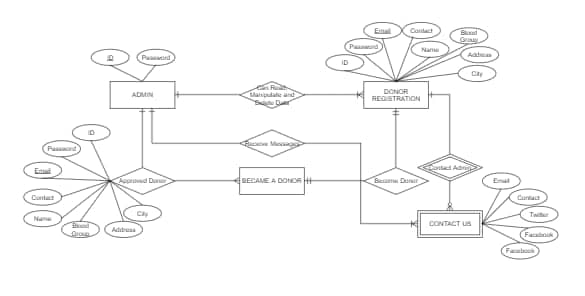 Email
Contact
Blood
Group
Password
Name
Address
ID
City
ID
Password
ADMIN
Can Read
Manipulate and
Delete Data
DONOR
REGISTRATION
ID
Password
Receive Messages
Email
Approved Donor
BECAME A DONOR
Become Donor
Contact Admin
Email
Contact
Contact
Name
City
Twitter
Blood
Group
Address
CONTACT US
Facebook
Facebook